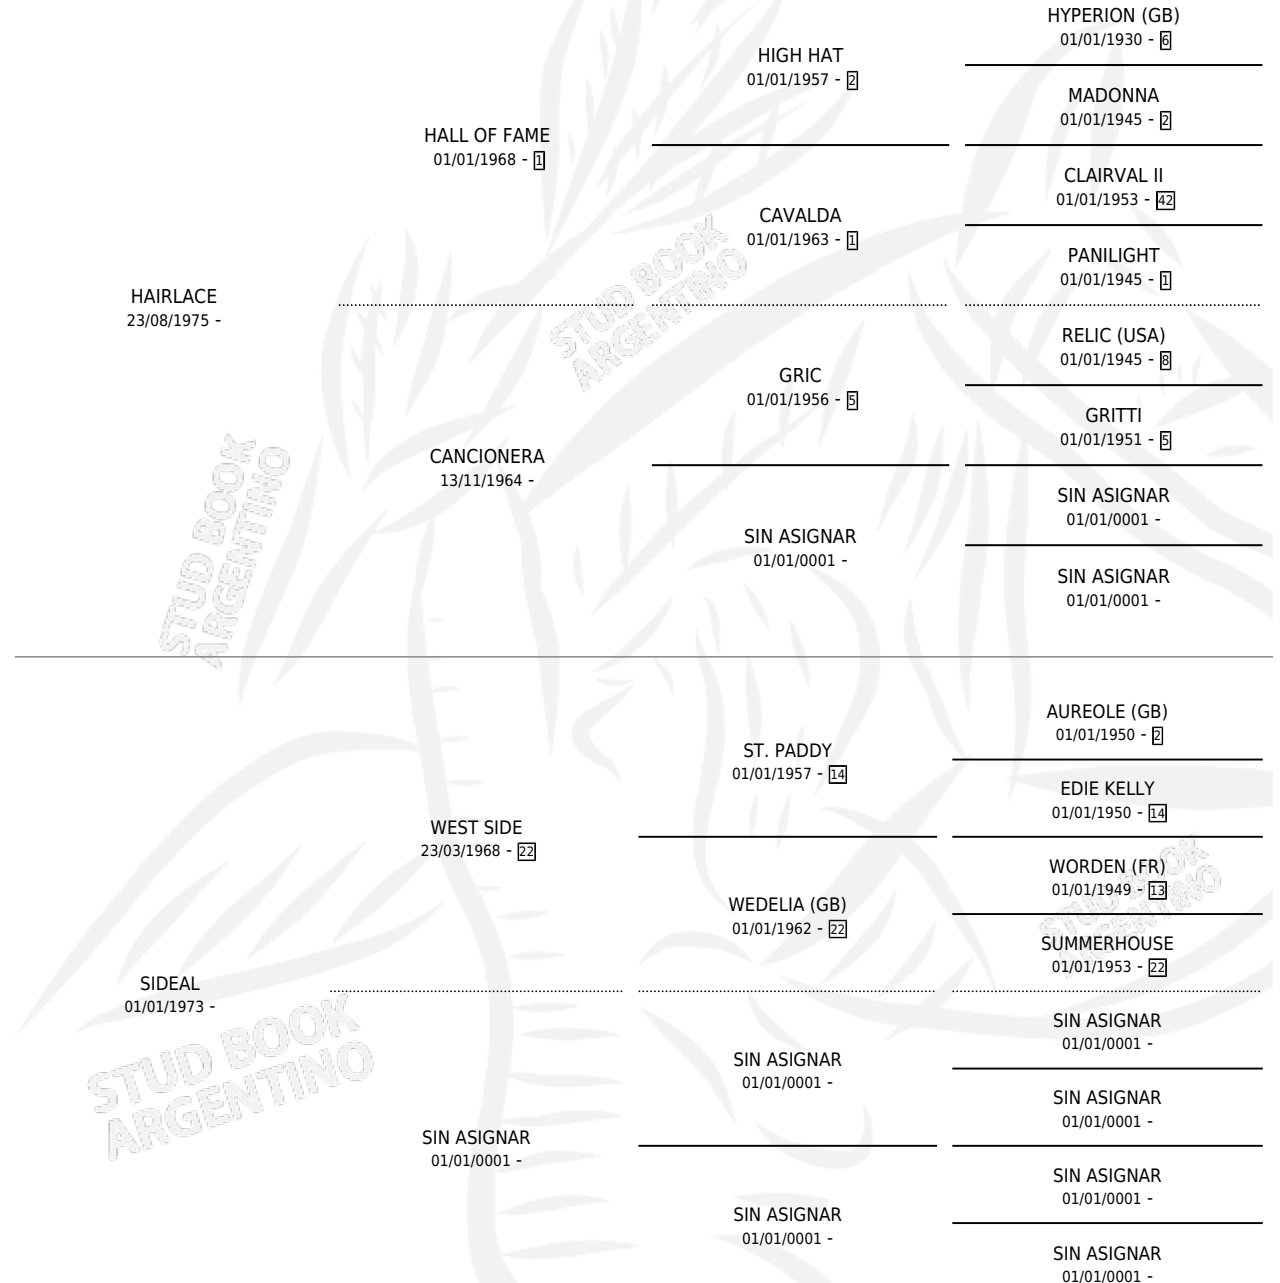 HYPERION (GB)
01/01/1930 - 6
HIGH HAT
01/01/1957 - 2
MADONNA
01/01/1945 - 2
HALL OF FAME
01/01/1968 - 1
CLAIRVAL II
01/01/1953 - 42
CAVALDA
01/01/1963 - 1
PANILIGHT
01/01/1945 - 1
HAIRLACE
23/08/1975 -
RELIC (USA)
01/01/1945 - 8
GRIC
01/01/1956 - 5
GRITTI
01/01/1951 - 5
CANCIONERA
13/11/1964 -
SIN ASIGNAR
01/01/0001 -
SIN ASIGNAR
01/01/0001 -
SIN ASIGNAR
01/01/0001 -
STUD BOOK
ARGENTINO
STUD BOOK
ARGENTINO
AUREOLE (GB)
01/01/1950 - 2
ST. PADDY
01/01/1957 - 14
EDIE KELLY
01/01/1950 - 14
WEST SIDE
23/03/1968 - 22
WORDEN (FR)
01/01/1949 - 13
WEDELIA (GB)
01/01/1962 - 22
SUMMERHOUSE
01/01/1953 - 22
STUD BOOK
ARGENTINO
SIDEAL
01/01/1973 -
SIN ASIGNAR
01/01/0001 -
SIN ASIGNAR
01/01/0001 -
SIN ASIGNAR
01/01/0001 -
STUD BOOK
ARGENTINO
SIN ASIGNAR
01/01/0001 -
SIN ASIGNAR
01/01/0001 -
SIN ASIGNAR
01/01/0001 -
SIN ASIGNAR
01/01/0001 -